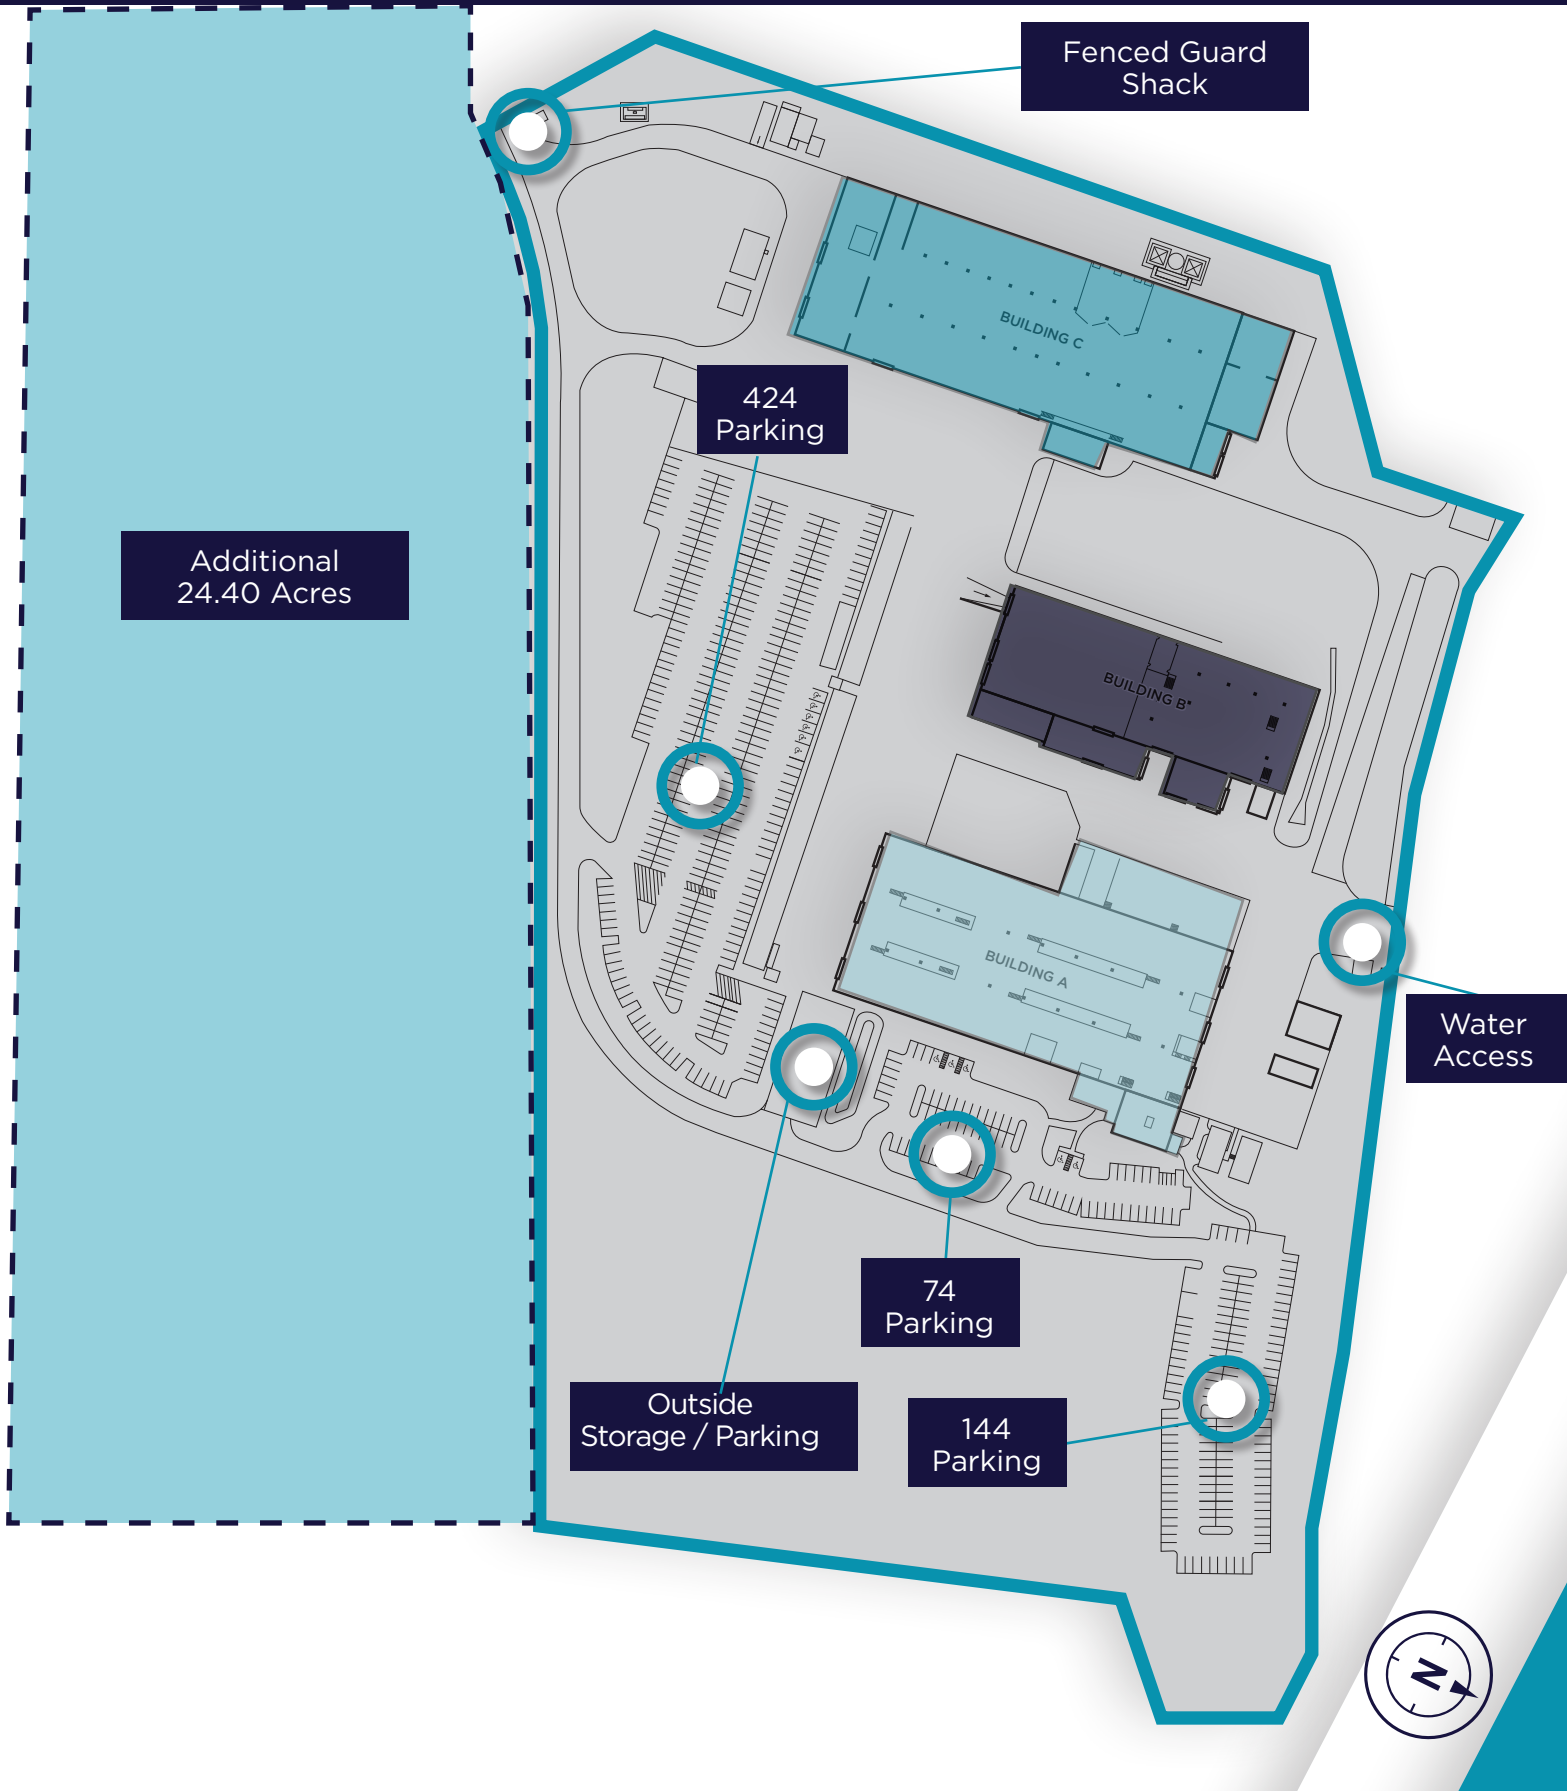 Fenced Guard
Shack
BUILDING C
424
Parking
Additional
24.40 Acres
BUILDING B
BUILDING A
Water
Access
74
Parking
Outside
Storage / Parking
144
Parking
N